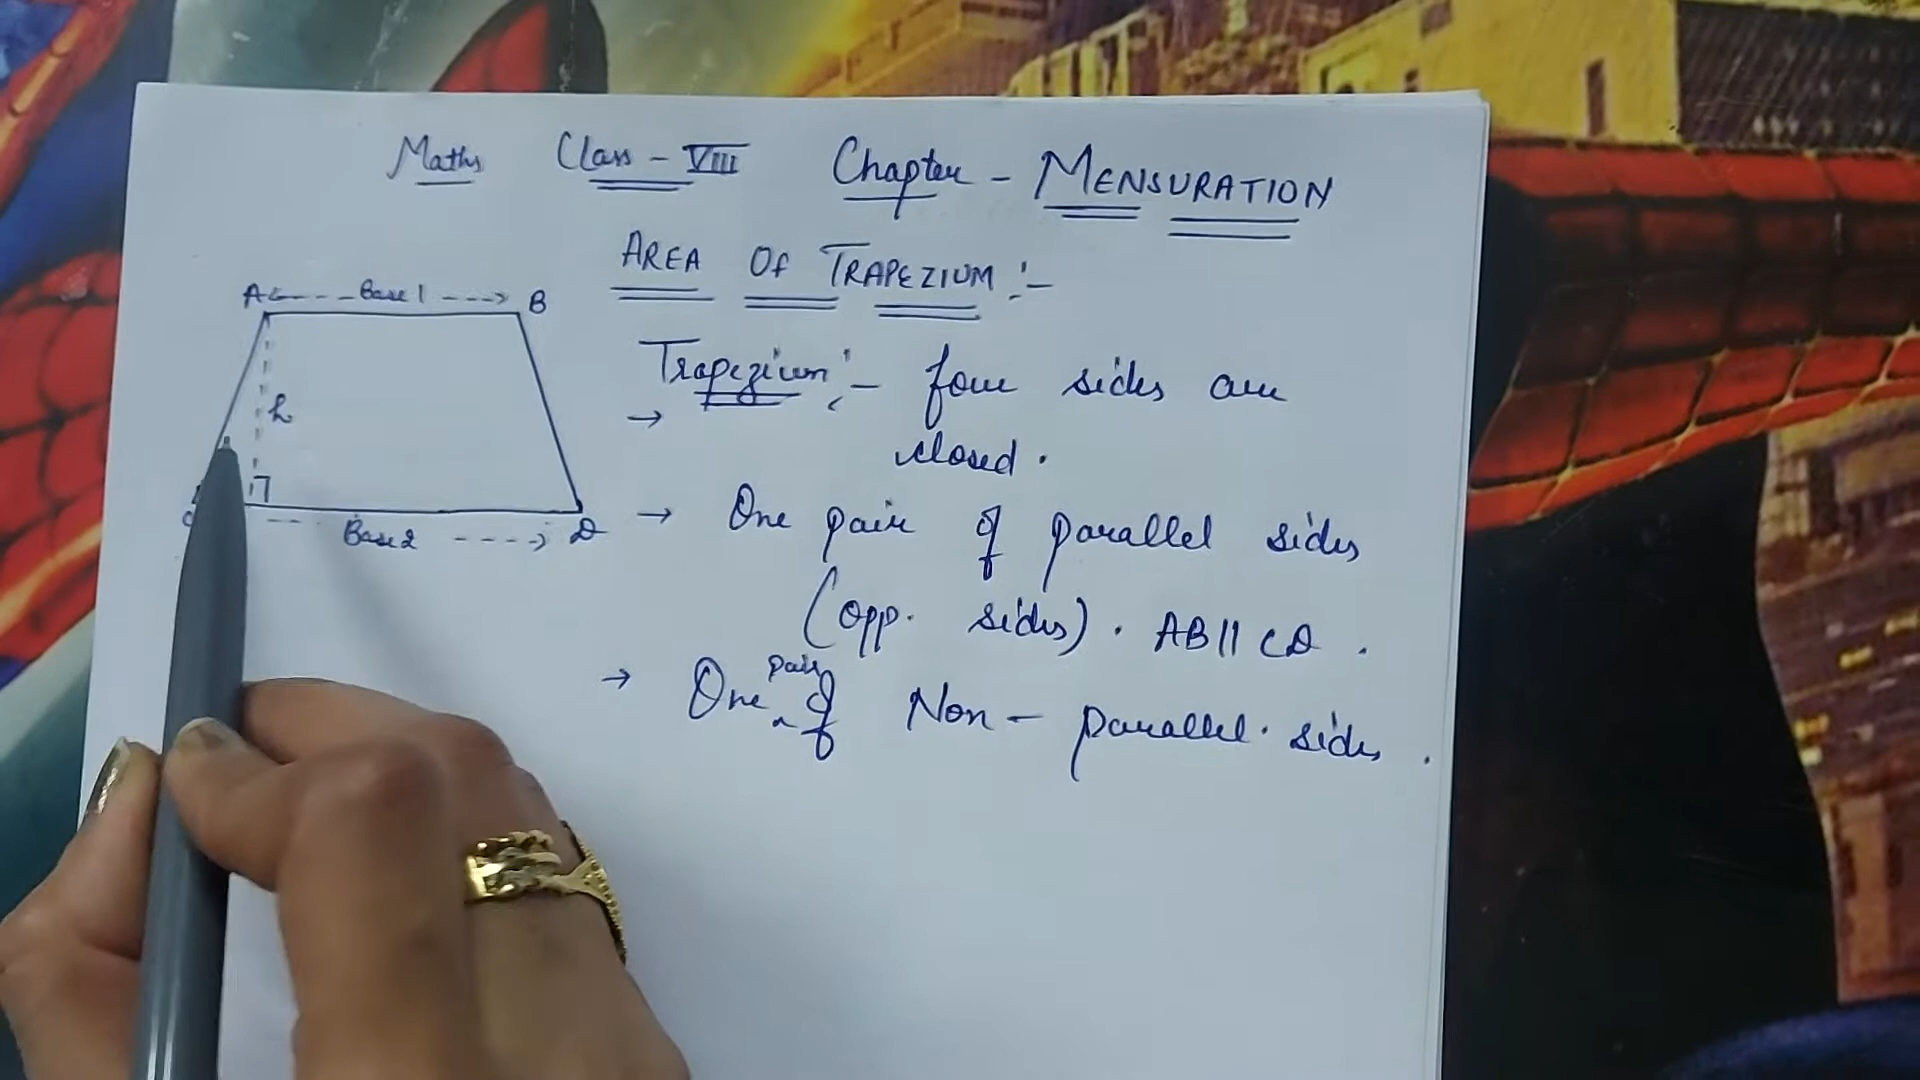 Maths Class - VIII Chapter - MENSURATION
AREA Of TRAPEZIUM :-
A <--- Base 1 ---> B
h
C --- Base 2 ----> D
→ Trapezium :- four sides are
closed.
→ One pair of parallel sides
(opp. sides). AB || CD.
→ One pair of Non - parallel. sides.